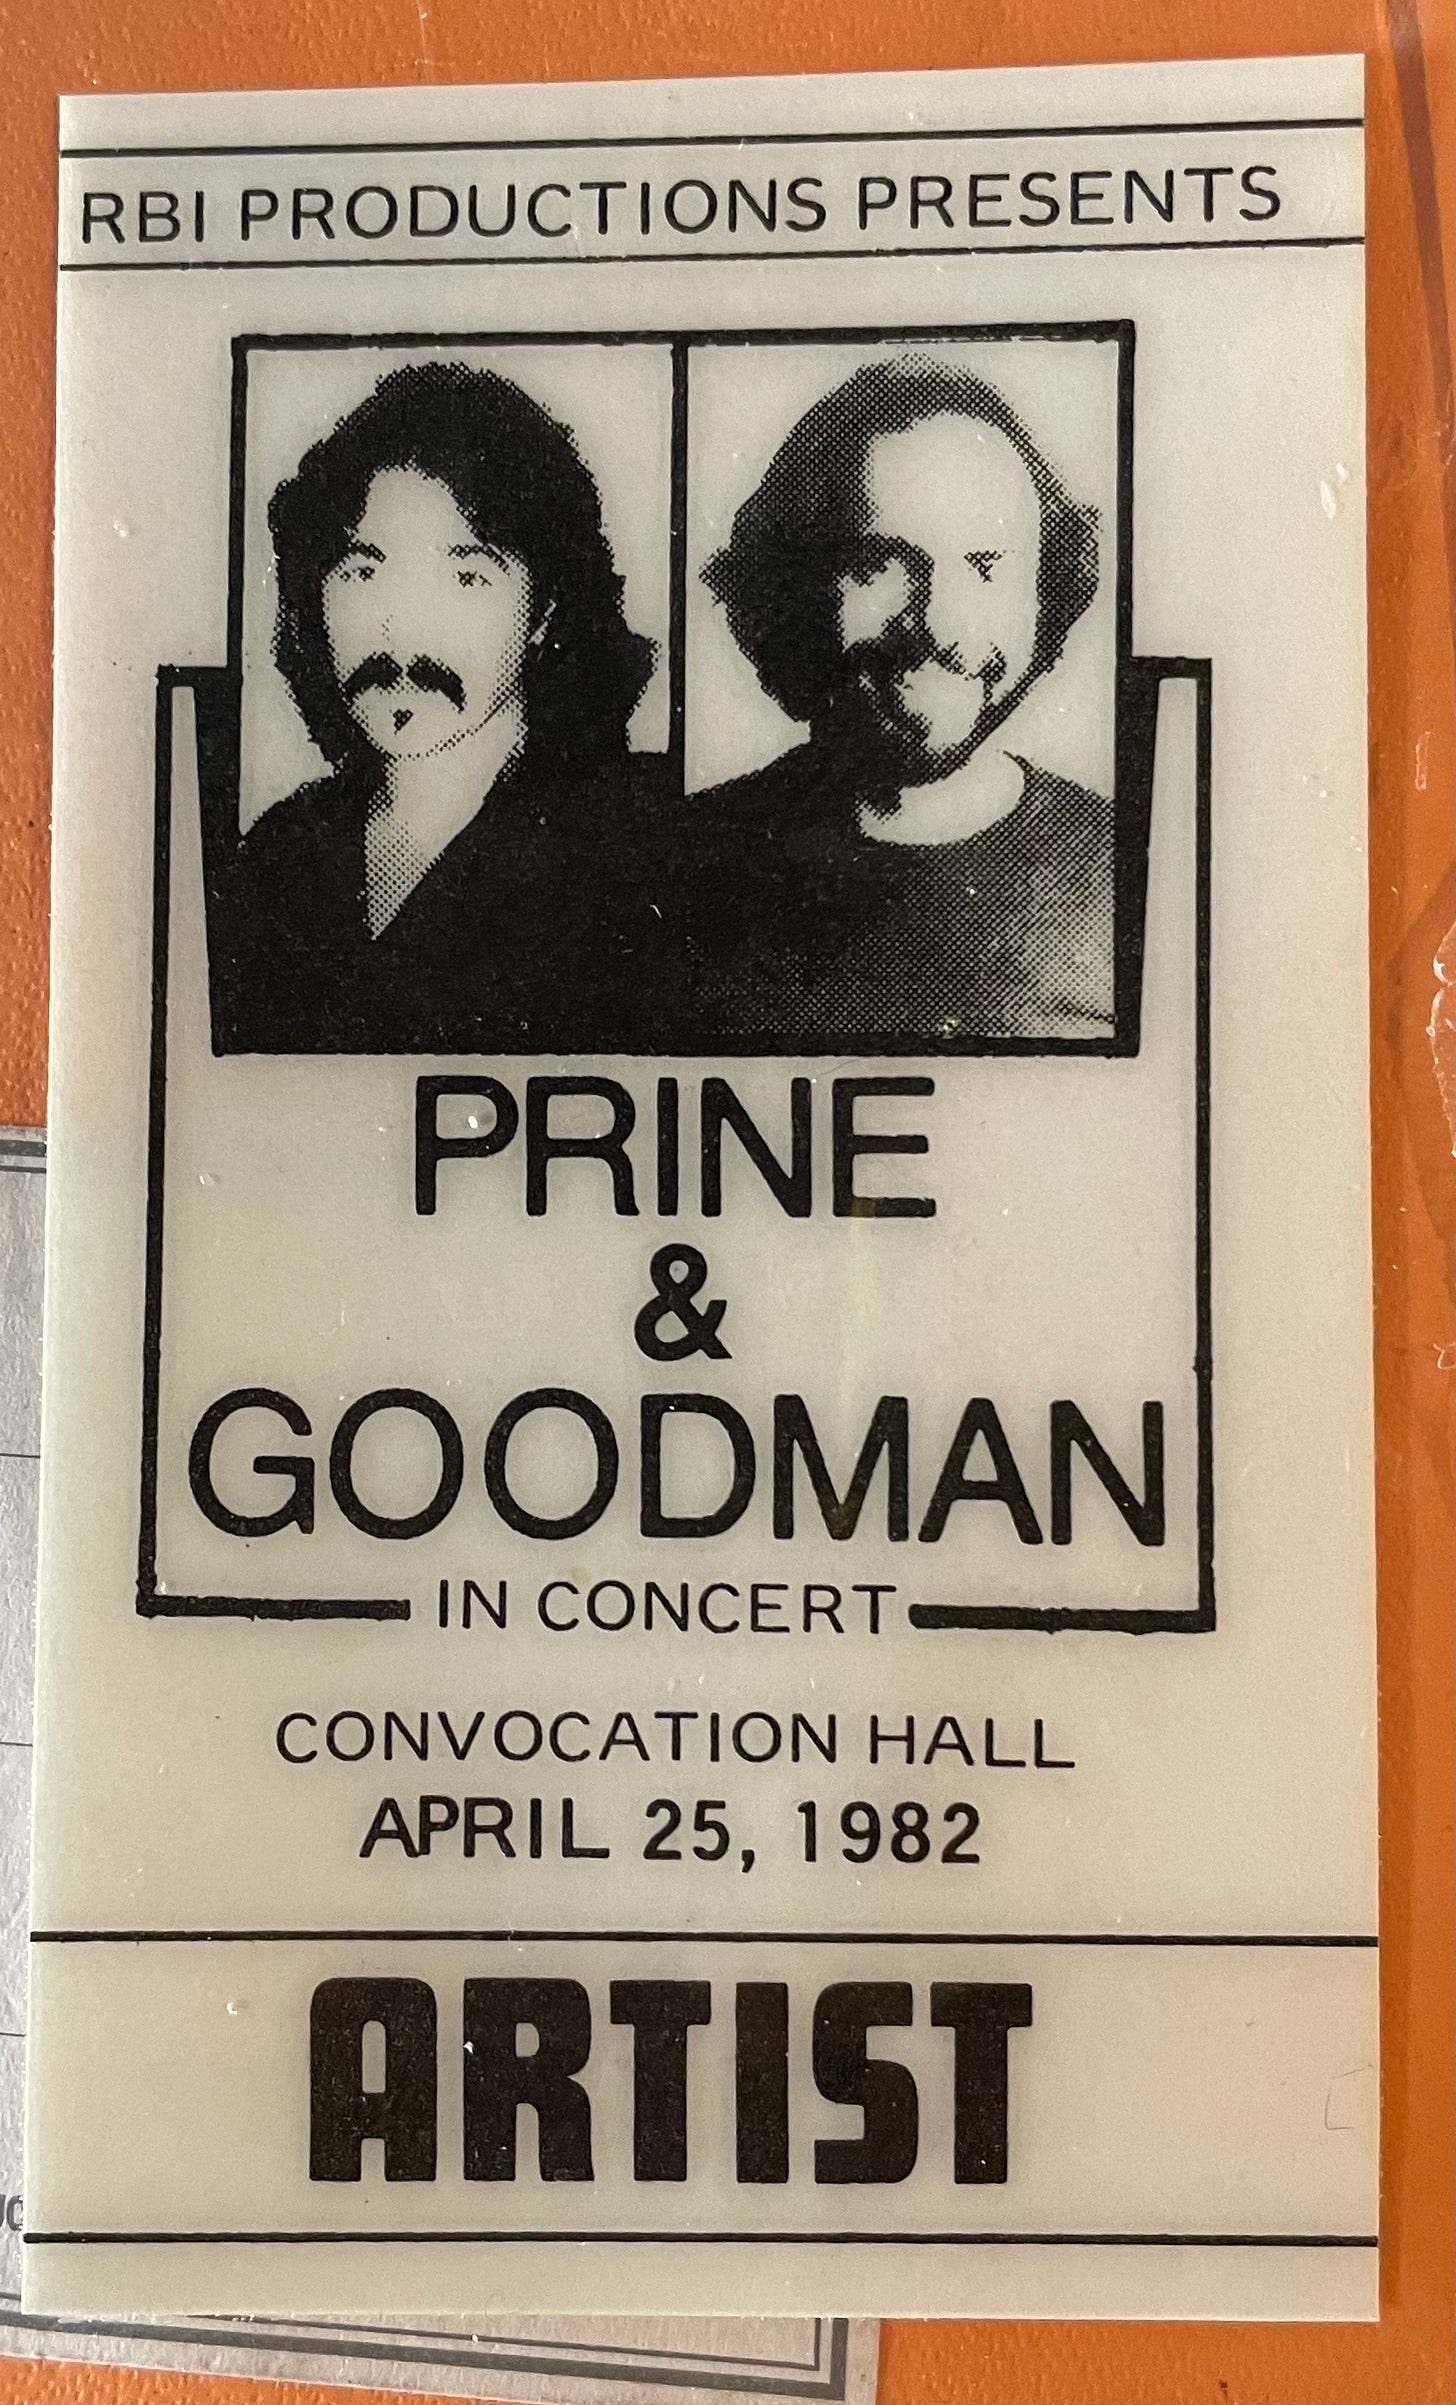 RBI PRODUCTIONS PRESENTS
PRINE
&
GOODMAN
IN CONCERT
CONVOCATION HALL
APRIL 25, 1982
ARTIST